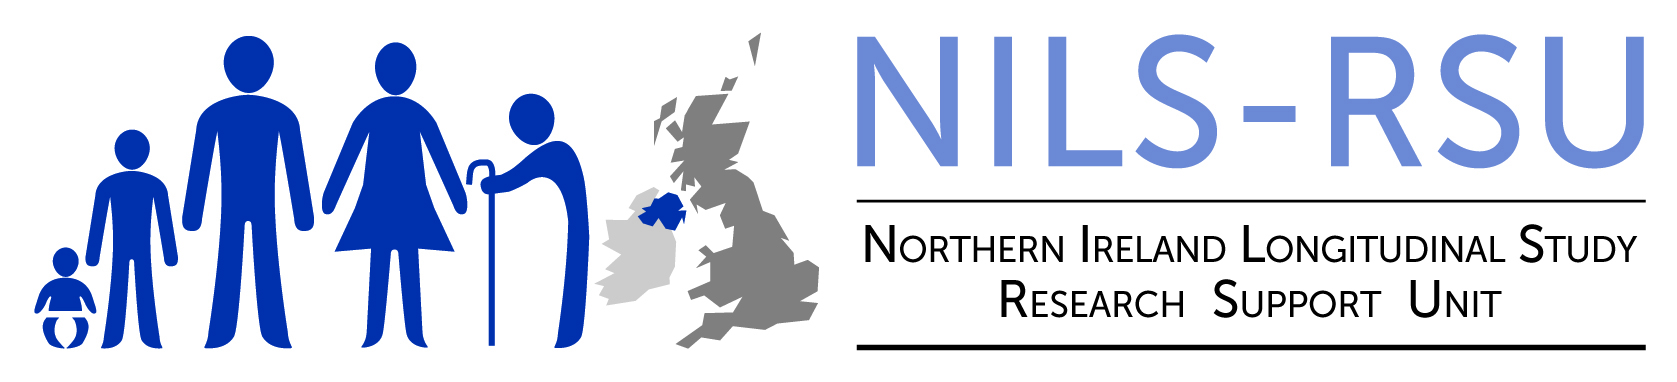 NILS-RSU
Northern Ireland Longitudinal Study
Research Support Unit